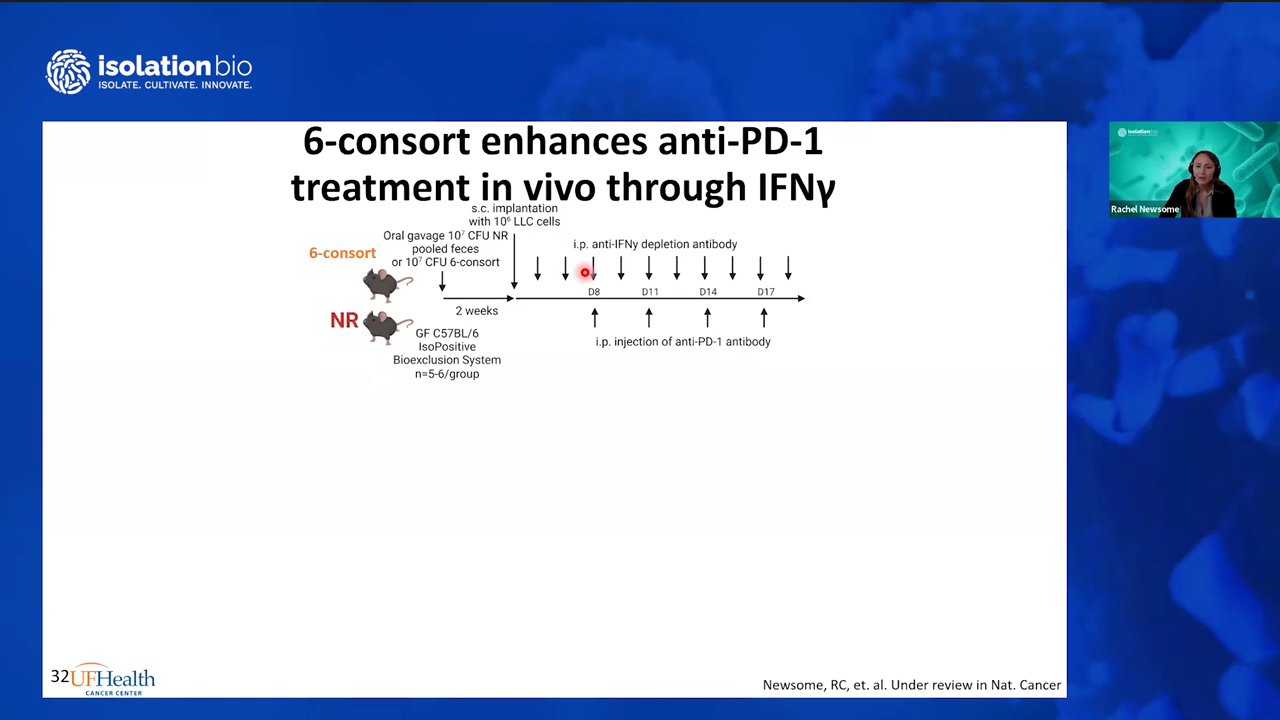 isolation bio
ISOLATE. CULTIVATE. INNOVATE.
6-consort enhances anti-PD-1
treatment in vivo through IFNγ
s.c. implantation
with 10⁶ LLC cells
Oral gavage 10⁷ CFU NR
pooled feces
or 10⁷ CFU 6-consort
6-consort
i.p. anti-IFNγ depletion antibody
D8
D11
D14
D17
2 weeks
NR
GF C57BL/6
IsoPositive
Bioexclusion System
n=5-6/group
i.p. injection of anti-PD-1 antibody
isolationbio
Rachel Newsome
32
UFHealth
CANCER CENTER
Newsome, RC, et. al. Under review in Nat. Cancer